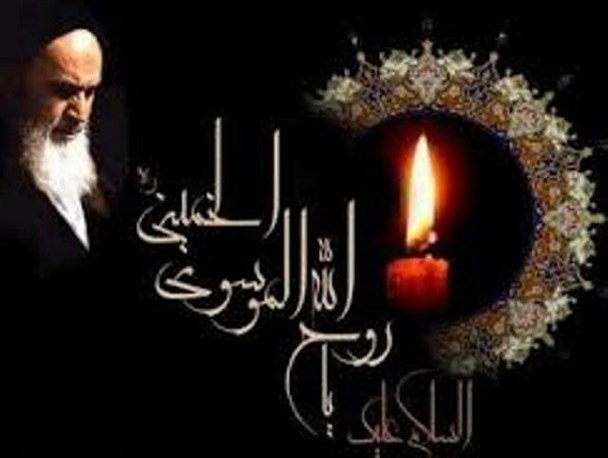 السلام علیک
یا
روح
الله
الموسوی
الخمینی